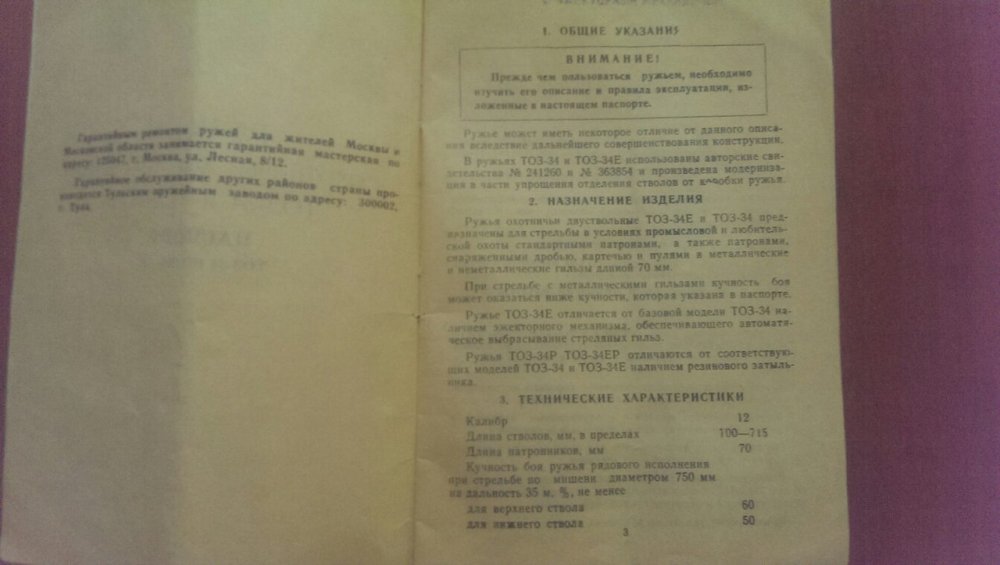 Гарантийным ремонтом ружей для жителей Москвы и
Московской области занимается гарантийная мастерская по
адресу: 125047, г. Москва, ул. Лесная, 8/12.
Гарантийное обслуживание других районов страны про-
изводится Тульским оружейным заводом по адресу: 300002,
г. Тула.
1. ОБЩИЕ УКАЗАНИЯ
ВНИМАНИЕ!
Прежде чем пользоваться ружьем, необходимо
изучить его описание и правила эксплуатации, из-
ложенные в настоящем паспорте.
Ружье может иметь некоторое отличие от данного описа-
ния вследствие дальнейшего совершенствования конструкции.
В ружьях ТОЗ-34 и ТОЗ-34Е использованы авторские сви-
детельства № 241260 и № 363854 и произведена модерниза-
ция в части упрощения отделения стволов от коробки ружья.
2. НАЗНАЧЕНИЕ ИЗДЕЛИЯ
Ружья охотничьи двуствольные ТОЗ-34Е и ТОЗ-34 пред-
назначены для стрельбы в условиях промысловой и любитель-
ской охоты стандартными патронами, а также патронами,
снаряженными дробью, картечью и пулями в металлические
и неметаллические гильзы длиной 70 мм.
При стрельбе с металлическими гильзами кучность боя
может оказаться ниже кучности, которая указана в паспорте.
Ружье ТОЗ-34Е отличается от базовой модели ТОЗ-34 на-
личием эжекторного механизма, обеспечивающего автомати-
ческое выбрасывание стреляных гильз.
Ружья ТОЗ-34Р ТОЗ-34ЕР отличаются от соответствую-
щих моделей ТОЗ-34 и ТОЗ-34Е наличием резинового затыль-
ника.
3. ТЕХНИЧЕСКИЕ ХАРАКТЕРИСТИКИ
Калибр 12
Длина стволов, мм, в пределах 100—715
Длина патронников, мм 70
Кучность боя ружья рядового исполнения
при стрельбе по мишени диаметром 750 мм
на дальность 35 м, %, не менее
для верхнего ствола 60
для нижнего ствола 50
3